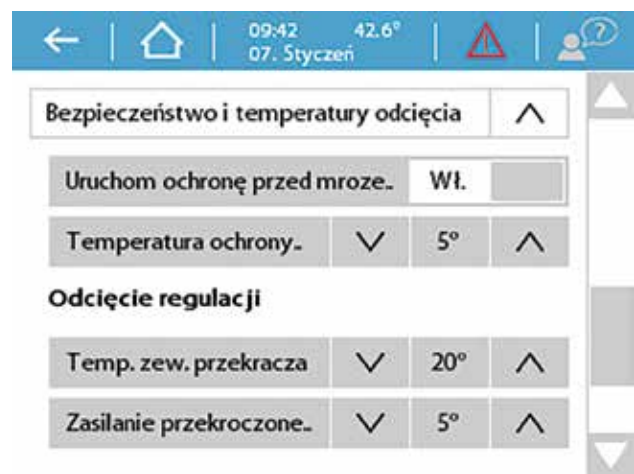 09:42 42.6°
07. Styczeń
?
Bezpieczeństwo i temperatury odcięcia
Uruchom ochronę przed mroze.. Wł.
Temperatura ochrony.. 5°
Odcięcie regulacji
Temp. zew. przekracza 20°
Zasilanie przekroczone.. 5°